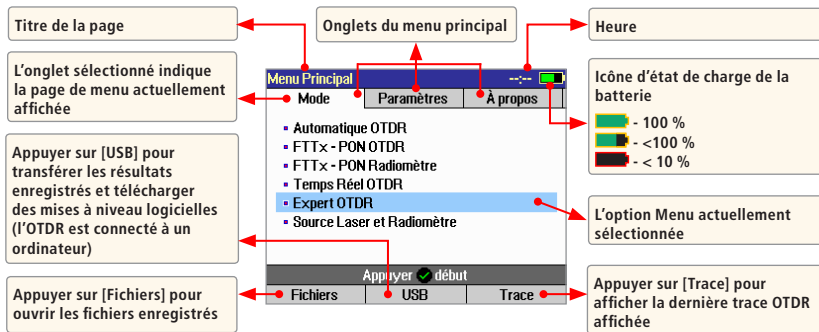 Titre de la page
Onglets du menu principal
Heure
L'onglet sélectionné indique
la page de menu actuellement
affichée
Menu Principal --:--
Mode Paramètres À propos
Automatique OTDR
FTTx - PON OTDR
FTTx - PON Radiomètre
Temps Réel OTDR
Expert OTDR
Source Laser et Radiomètre
Appuyer début
Fichiers USB Trace
Icône d'état de charge de la
batterie
- 100 %
- <100 %
- < 10 %
Appuyer sur [USB] pour
transférer les résultats
enregistrés et télécharger
des mises à niveau logicielles
(l'OTDR est connecté à un
ordinateur)
L'option Menu actuellement
sélectionnée
Appuyer sur [Fichiers] pour
ouvrir les fichiers enregistrés
Appuyer sur [Trace] pour
afficher la dernière trace OTDR
affichée